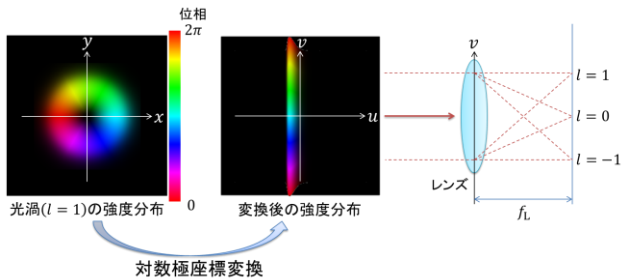 位相
2π
0
y
x
v
u
v
l = 1
l = 0
l = −1
レンズ
f_L
光渦(l = 1)の強度分布
変換後の強度分布
対数極座標変換